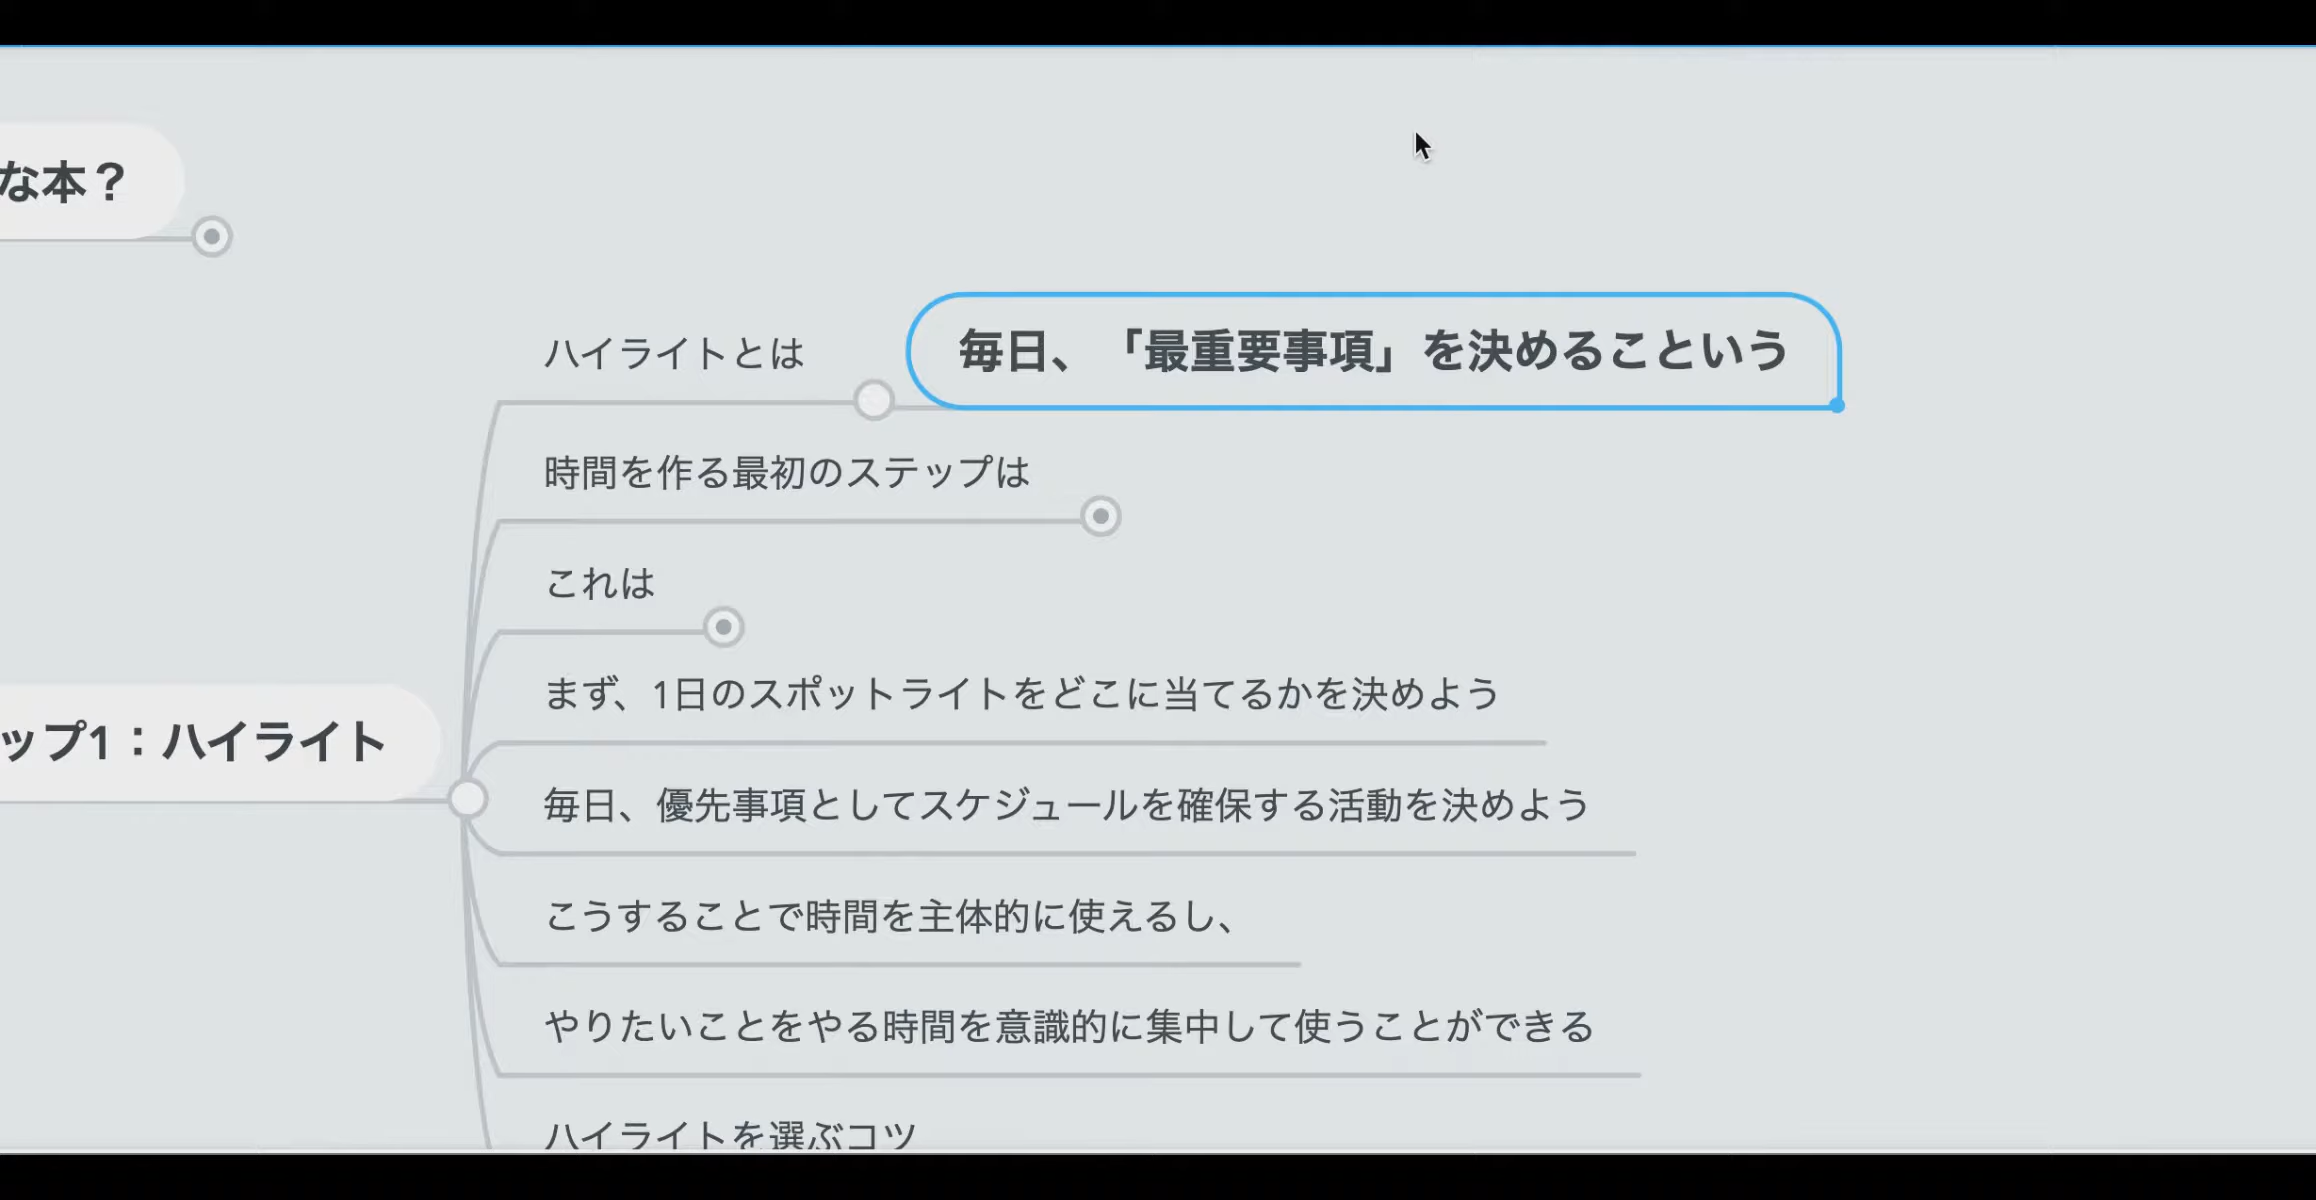 な本？
ハイライトとは
毎日、「最重要事項」を決めるこという
時間を作る最初のステップは
これは
まず、1日のスポットライトをどこに当てるかを決めよう
ップ1：ハイライト
毎日、優先事項としてスケジュールを確保する活動を決めよう
こうすることで時間を主体的に使えるし、
やりたいことをやる時間を意識的に集中して使うことができる
ハイライトを選ぶコツ